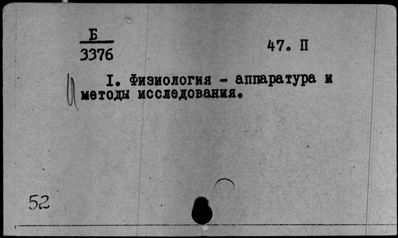 Б
3376
47. П
I. Физиология - аппаратура и
методы исследования.
52